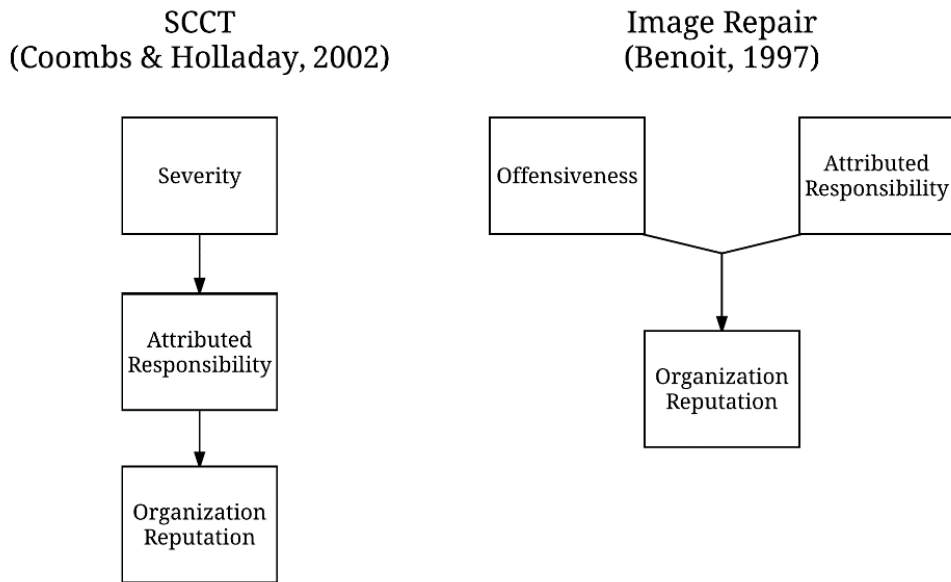 SCCT
(Coombs & Holladay, 2002)
Severity
Attributed
Responsibility
Organization
Reputation
Image Repair
(Benoit, 1997)
Offensiveness
Attributed
Responsibility
Organization
Reputation